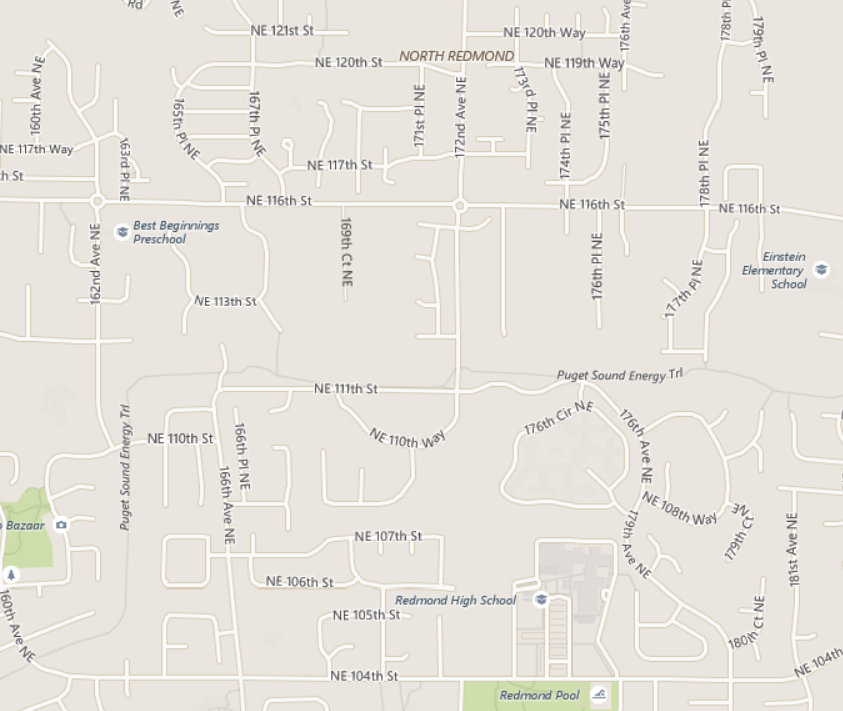 Rd
NE
NE 121st St
NE 120th Way
176th Ave
178th Pl
179th Pl NE
NORTH REDMOND
NE 120th St
NE 119th Way
160th Ave NE
165th Pl NE
167th Pl NE
171st Pl NE
172nd Ave NE
173rd Pl NE
174th Pl NE
175th Pl NE
178th Pl NE
NE 117th Way
163rd Pl NE
NE 117th St
th St
NE 116th St
NE 116th St
NE 116th St
Best Beginnings
Preschool
162nd Ave NE
169th Ct NE
176th Pl NE
177th Pl NE
Einstein
Elementary
School
NE 113th St
Puget Sound Energy Trl
NE 111th St
176th Cir NE
176th Ave NE
NE 110th Way
NE 110th St
Puget Sound Energy Trl
166th Pl NE
166th Ave NE
NE 108th Way
179th Ct NE
179th Ave NE
181st Ave NE
Bazaar
NE 107th St
NE 106th St
Redmond High School
160th Ave NE
NE 105th St
180th Ct NE
NE 104th
NE 104th St
Redmond Pool